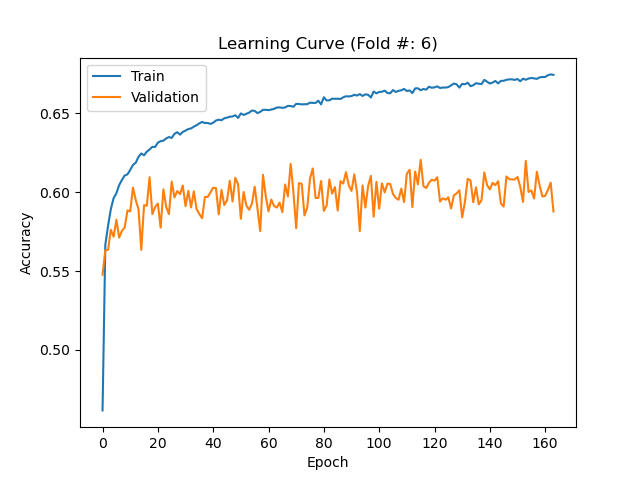 Learning Curve (Fold #: 6)
Train
Validation
0.65
0.60
0.55
0.50
Accuracy
0 20 40 60 80 100 120 140 160
Epoch